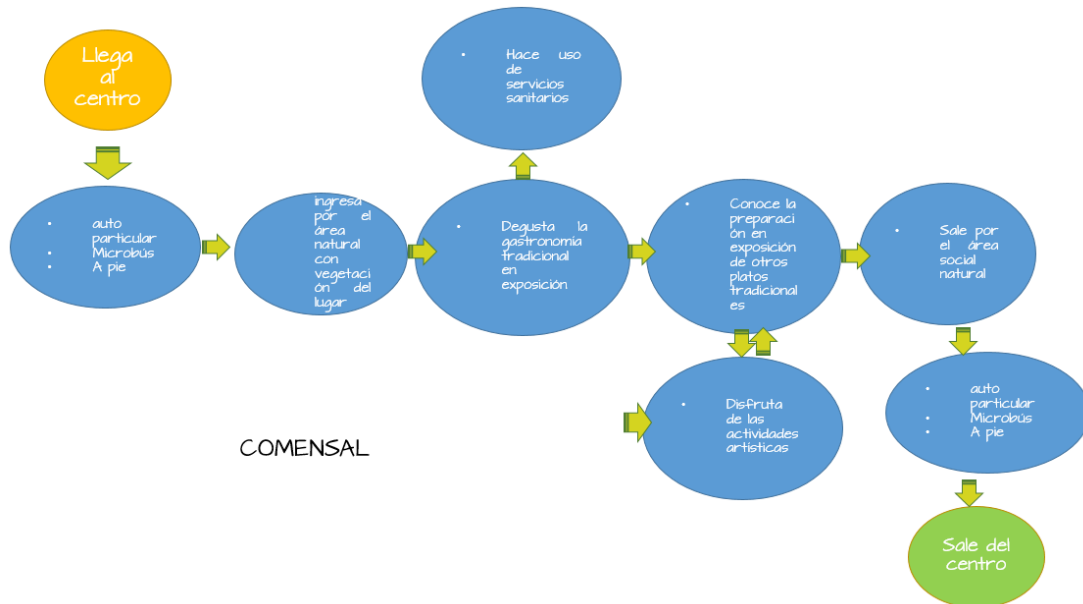 Llega
al
centro
• Hace uso
de
servicios
sanitarios
• auto
particular
• Microbús
• A pie
ingresa
por el
área
natural
con
vegetaci
ón del
lugar
• Degusta la
gastronomía
tradicional
en
exposición
• Conoce la
preparaci
ón en
exposición
de otros
platos
tradicional
es
• Sale por
el área
social
natural
• Disfruta
de las
actividades
artísticas
• auto
particular
• Microbús
• A pie
COMENSAL
Sale del
centro